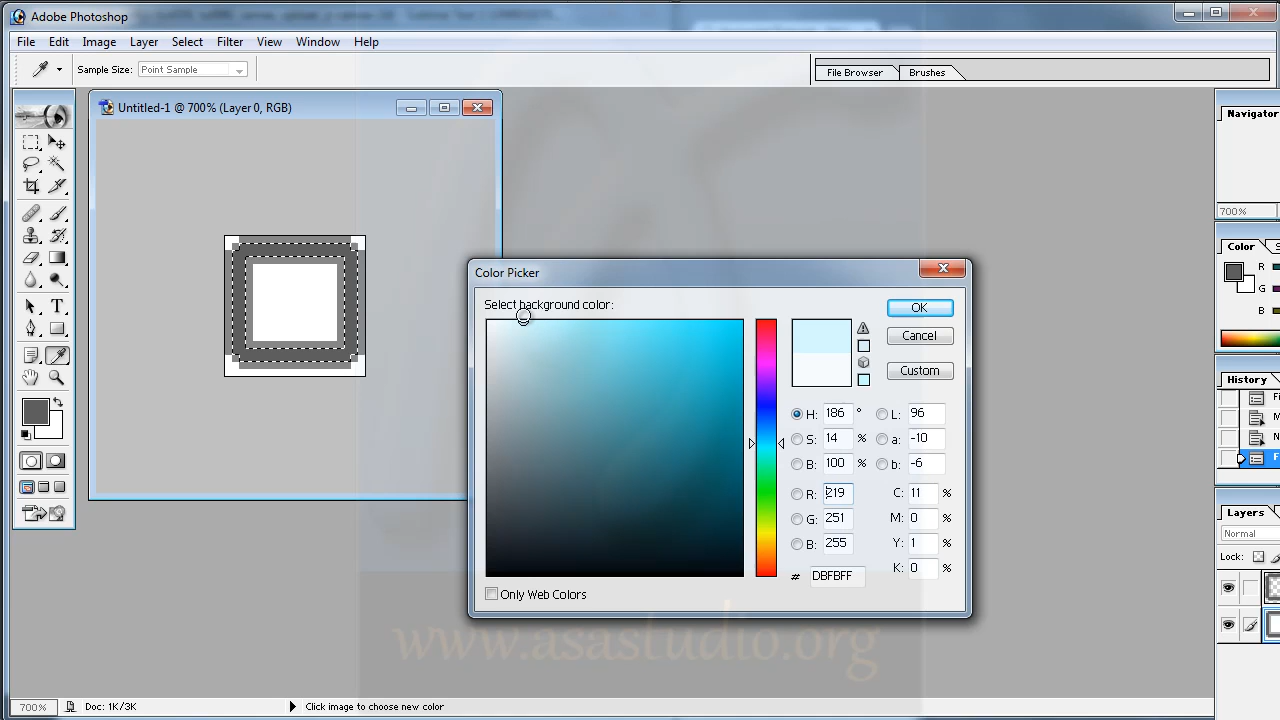 Adobe Photoshop
File Edit Image Layer Select Filter View Window Help
Sample Size: Point Sample
File Browser Brushes
Untitled-1 @ 700% (Layer 0, RGB)
Navigator
700%
Color
R
G
B
History
Layers
Normal
Lock:
Color Picker
Select background color:
OK
Cancel
Custom
H: 186 °
S: 14 %
B: 100 %
R: 219
G: 251
B: 255
# DBFBFF
L: 96
a: -10
b: -6
C: 11 %
M: 0 %
Y: 1 %
K: 0 %
Only Web Colors
www.asastudio.org
700% Doc: 1K/3K Click image to choose new color